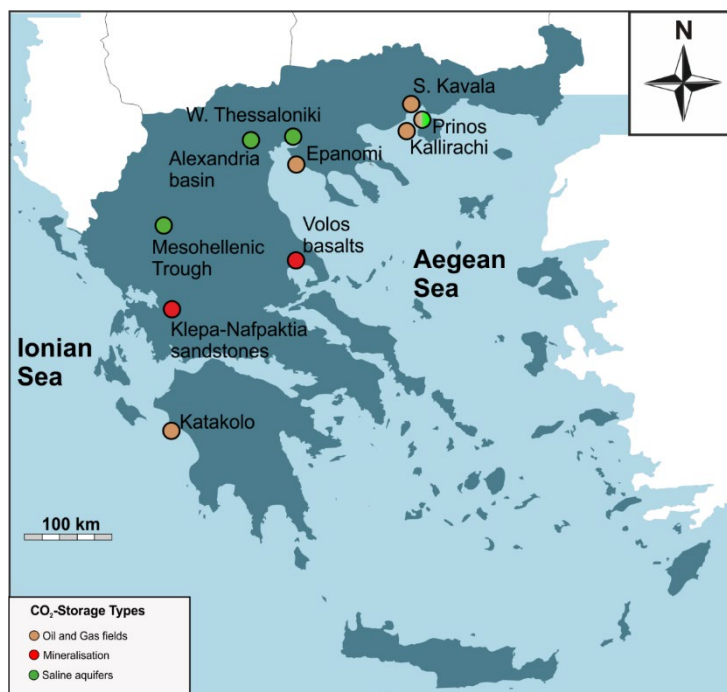 N
S. Kavala
W. Thessaloniki
Prinos
Kallirachi
Alexandria
basin
Epanomi
Volos
basalts
Mesohellenic
Trough
Aegean
Sea
Klepa-Nafpaktia
sandstones
Ionian
Sea
Katakolo
100 km
CO₂-Storage Types
Oil and Gas fields
Mineralisation
Saline aquifers